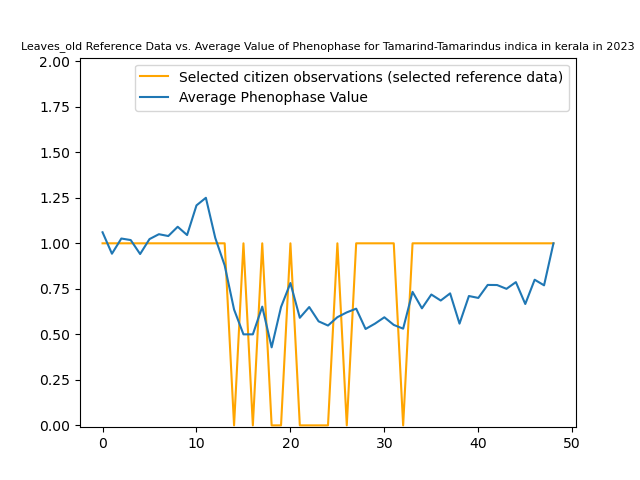 Leaves_old Reference Data vs. Average Value of Phenophase for Tamarind-Tamarindus indica in kerala in 2023
Selected citizen observations (selected reference data)
Average Phenophase Value
2.00
1.75
1.50
1.25
1.00
0.75
0.50
0.25
0.00
0 10 20 30 40 50